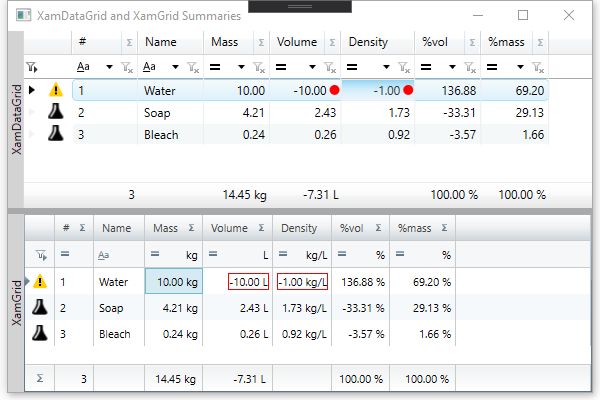 XamDataGrid and XamGrid Summaries
# Σ Name Mass Σ Volume Σ Density %vol Σ %mass Σ
Aa Aa = = = = =
1 Water 10.00 -10.00 -1.00 136.88 69.20
2 Soap 4.21 2.43 1.73 -33.31 29.13
3 Bleach 0.24 0.26 0.92 -3.57 1.66
3 14.45 kg -7.31 L 100.00 % 100.00 %
XamDataGrid
# Σ Name Mass Σ Volume Σ Density %vol Σ %mass Σ
= Aa = kg = L = kg/L = % = %
1 Water 10.00 kg -10.00 L -1.00 kg/L 136.88 % 69.20 %
2 Soap 4.21 kg 2.43 L 1.73 kg/L -33.31 % 29.13 %
3 Bleach 0.24 kg 0.26 L 0.92 kg/L -3.57 % 1.66 %
Σ 3 14.45 kg -7.31 L 100.00 % 100.00 %
XamGrid